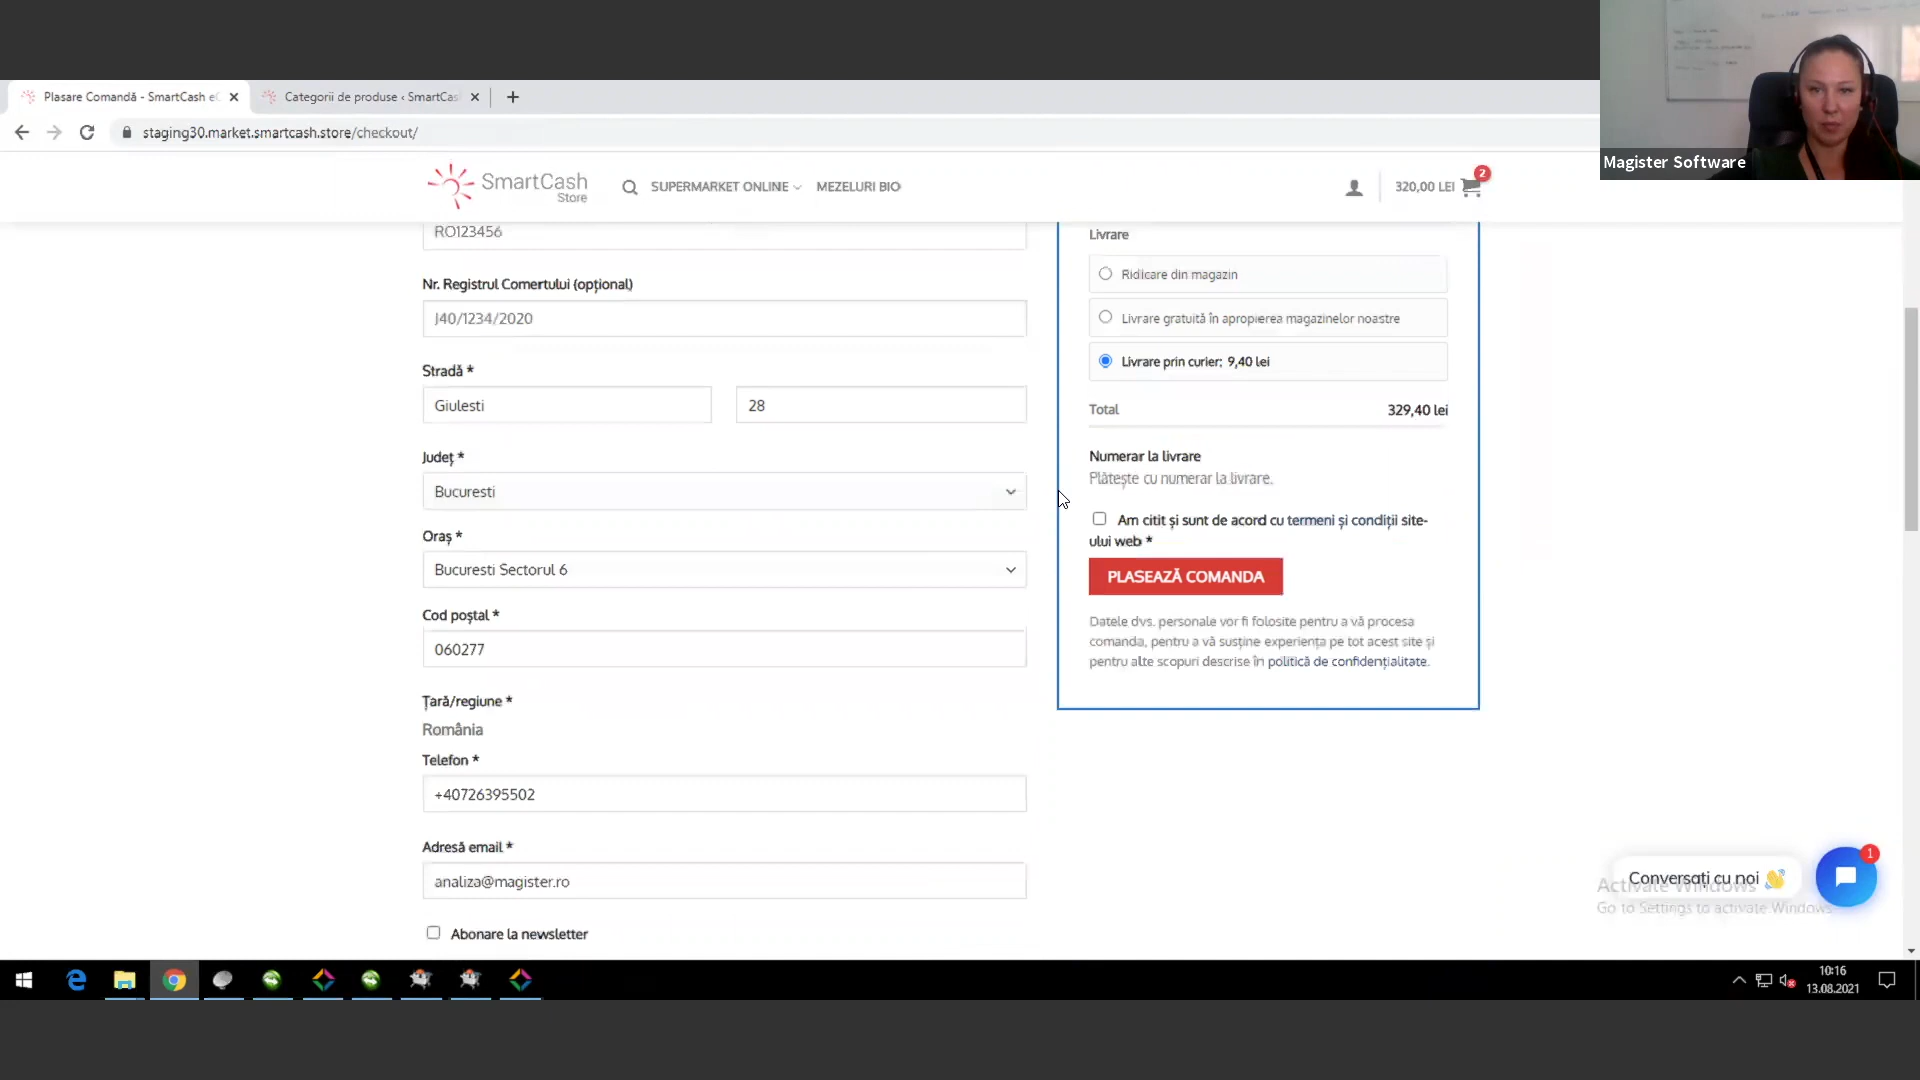 Magister Software
Plasare Comandă - SmartCash eC
Categorii de produse ‹ SmartCas
staging30.market.smartcash.store/checkout/
SmartCash
Store
SUPERMARKET ONLINE
MEZELURI BIO
320,00 LEI
2
RO123456
Nr. Registrul Comertului (opțional)
J40/1234/2020
Stradă *
Giulesti
28
Județ *
Bucuresti
Oraș *
Bucuresti Sectorul 6
Cod poștal *
060277
Țară/regiune *
România
Telefon *
+40726395502
Adresă email *
analiza@magister.ro
Abonare la newsletter
Livrare
Ridicare din magazin
Livrare gratuită în apropierea magazinelor noastre
Livrare prin curier: 9,40 lei
Total
329,40 lei
Numerar la livrare
Plătește cu numerar la livrare.
Am citit și sunt de acord cu termeni și condiții site-
ului web *
PLASEAZĂ COMANDA
Datele dvs. personale vor fi folosite pentru a vă procesa
comanda, pentru a vă susține experiența pe tot acest site și
pentru alte scopuri descrise în politică de confidențialitate.
Conversați cu noi 👋
1
Activate Windows
Go to Settings to activate Windows.
10:16
13.08.2021